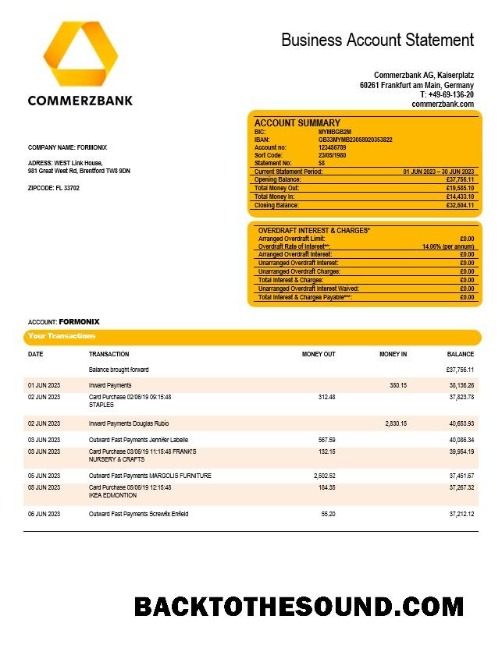 COMMERZBANK
Business Account Statement
Commerzbank AG, Kaiserplatz
60261 Frankfurt am Main, Germany
T: +49-69-136-20
commerzbank.com
COMPANY NAME: FORMONIX
ADRESS: WEST Link House,
981 Great West Rd, Brentford TW8 9DN
ZIPCODE: FL 33702
ACCOUNT SUMMARY
BIC: MYMBGB2M
IBAN:
Account no: 123456789
Sort Code:
Statement No: 58
Current Statement Period: 01 JUN 2023 – 30 JUN 2023
Opening Balance: £37,756.11
Total Money Out: £19,585.10
Total Money In: £14,433.10
Closing Balance: £32,604.11
OVERDRAFT INTEREST & CHARGES*
Arranged Overdraft Limit: £0.00
Overdraft Rate of Interest**: (per annum)
Arranged Overdraft Interest: £0.00
Unarranged Overdraft Interest: £0.00
Unarranged Overdraft Charges: £0.00
Total Interest & Charges: £0.00
Unarranged Overdraft Interest Waived: £0.00
Total Interest & Charges Payable***: £0.00
ACCOUNT: FORMONIX
Your Transactions
DATE TRANSACTION MONEY OUT MONEY IN BALANCE
Balance brought forward £37,756.11
01 JUN 2023 Inward Payments 380.15 38,136.26
02 JUN 2023 Card Purchase 02/06/19 09:15:48 312.48 37,823.78
STAPLES
02 JUN 2023 Inward Payments Douglas Rubio 2,830.15 40,653.93
03 JUN 2023 Outward Fast Payments Jennifer Labelle 567.59 40,086.34
03 JUN 2023 Card Purchase 03/06/19 11:15:48 FRANK'S 132.15 39,954.19
NURSERY & CRAFTS
05 JUN 2023 Outward Fast Payments MARGOLIS FURNITURE 2,502.52 37,451.67
05 JUN 2023 Card Purchase 05/06/19 12:15:48 184.35 37,267.32
IKEA EDMONTION
06 JUN 2023 Outward Fast Payments Screwfix Enfield 55.20 37,212.12
BACKTOTHESOUND.COM